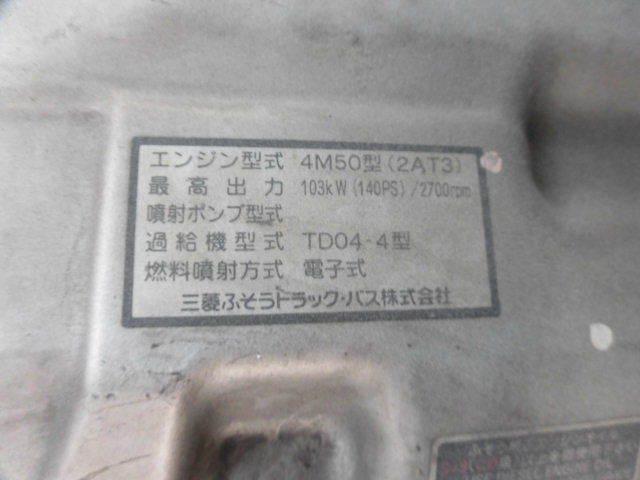 エンジン型式 4M50型(2AT3)
最高出力 103kW(140PS)/2700rpm
噴射ポンプ型式
過給機型式 TD04-4型
燃料噴射方式 電子式
三菱ふそうトラック・バス株式会社